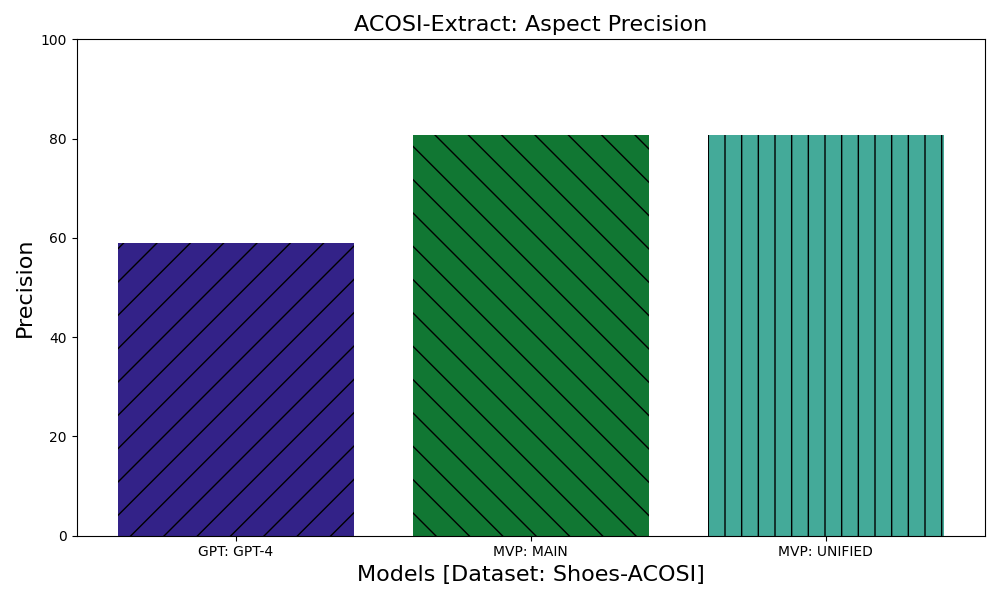 ACOSI-Extract: Aspect Precision
100
80
60
40
20
0
Precision
GPT: GPT-4
MVP: MAIN
MVP: UNIFIED
Models [Dataset: Shoes-ACOSI]